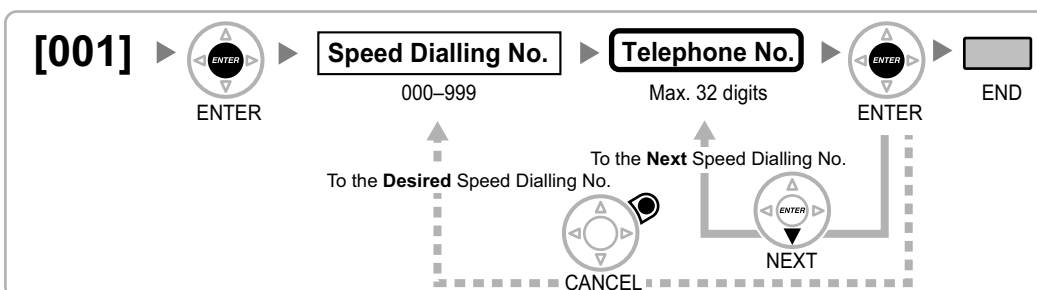 [001]
ENTER
ENTER
Speed Dialling No.
000–999
Telephone No.
Max. 32 digits
ENTER
ENTER
END
To the Next Speed Dialling No.
To the Desired Speed Dialling No.
ENTER
NEXT
CANCEL